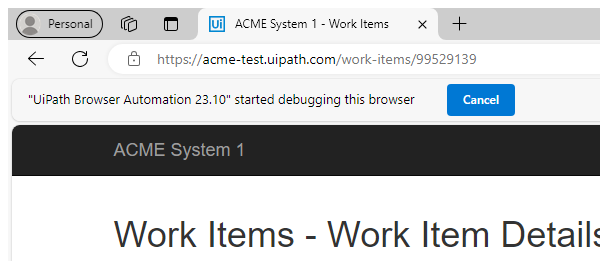 Personal
Ui ACME System 1 - Work Items
https://acme-test.uipath.com/work-items/99529139
"UiPath Browser Automation 23.10" started debugging this browser Cancel
ACME System 1
Work Items - Work Item Details